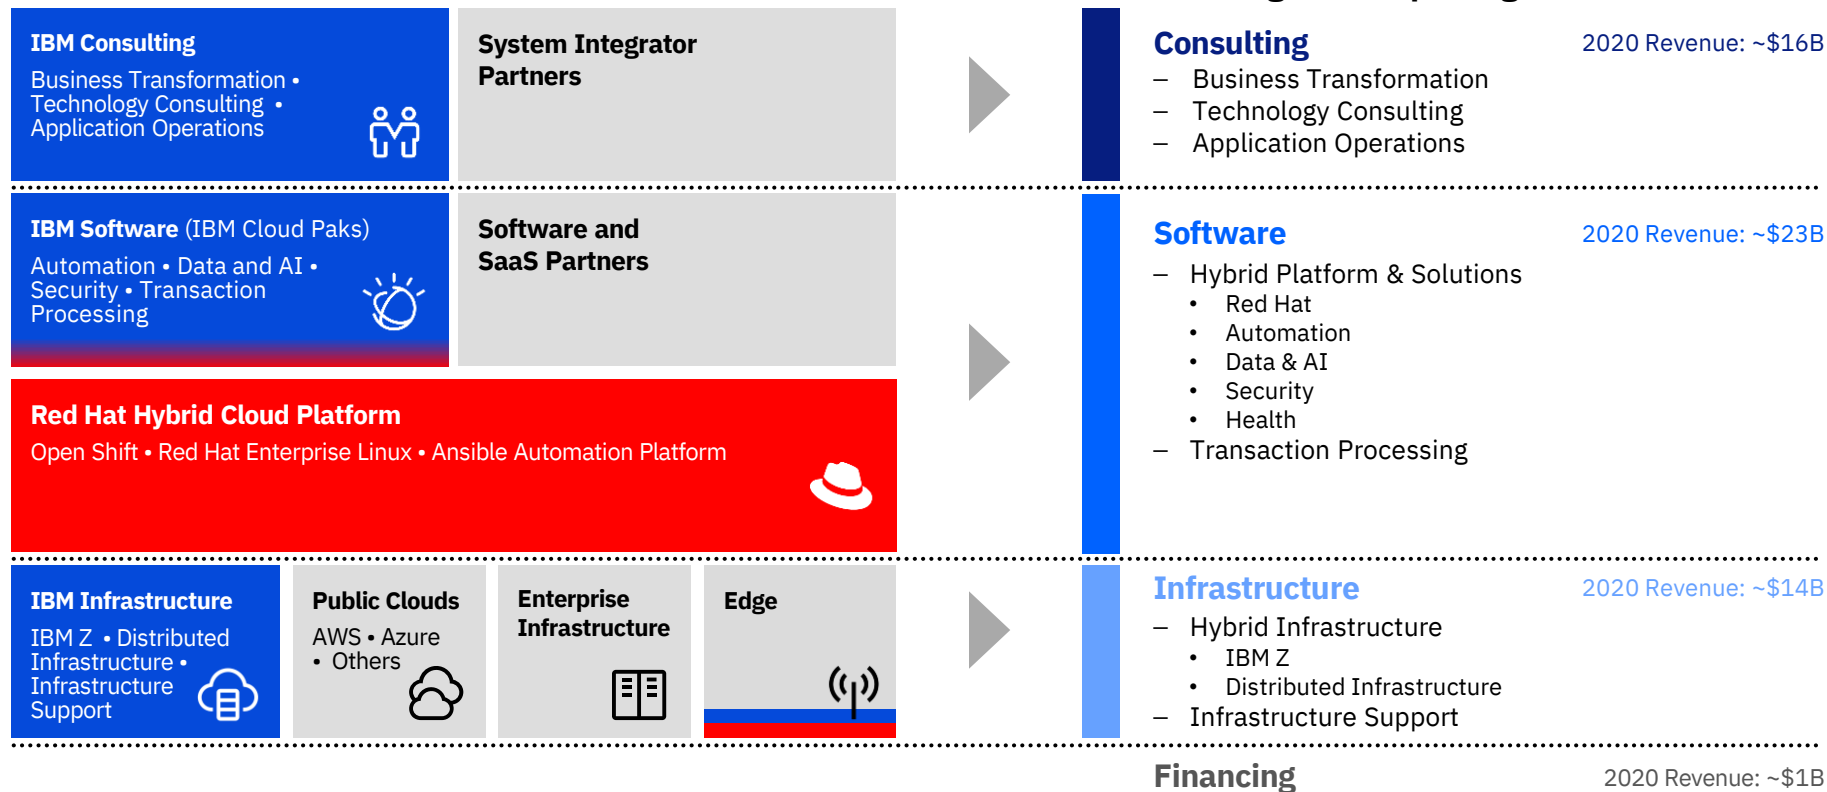 IBM Consulting
Business Transformation •
Technology Consulting •
Application Operations
System Integrator
Partners
Consulting
2020 Revenue: ~$16B
– Business Transformation
– Technology Consulting
– Application Operations
IBM Software (IBM Cloud Paks)
Automation • Data and AI •
Security • Transaction
Processing
Software and
SaaS Partners
Red Hat Hybrid Cloud Platform
Open Shift • Red Hat Enterprise Linux • Ansible Automation Platform
Software
2020 Revenue: ~$23B
– Hybrid Platform & Solutions
• Red Hat
• Automation
• Data & AI
• Security
• Health
– Transaction Processing
IBM Infrastructure
IBM Z • Distributed
Infrastructure •
Infrastructure
Support
Public Clouds
AWS • Azure
• Others
Enterprise
Infrastructure
Edge
Infrastructure
2020 Revenue: ~$14B
– Hybrid Infrastructure
• IBM Z
• Distributed Infrastructure
– Infrastructure Support
Financing
2020 Revenue: ~$1B